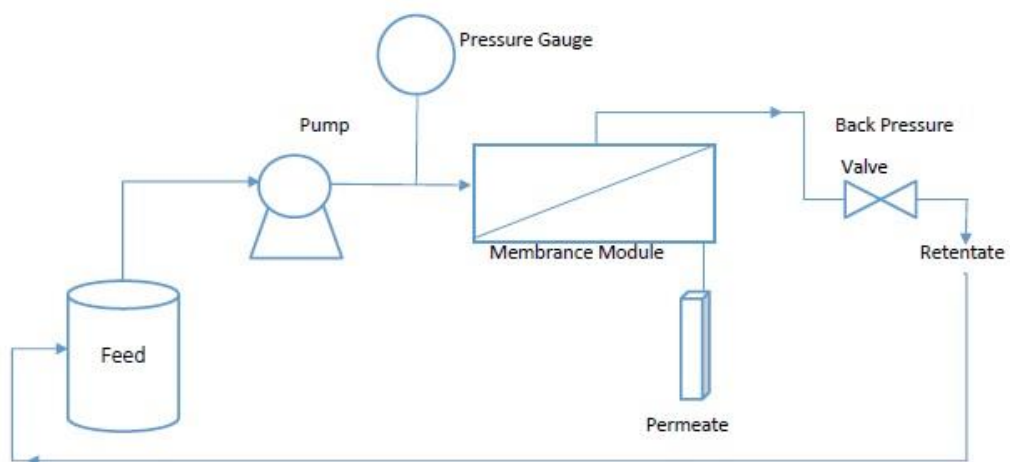 Pressure Gauge
Pump
Back Pressure
Valve
Membrance Module
Retentate
Feed
Permeate